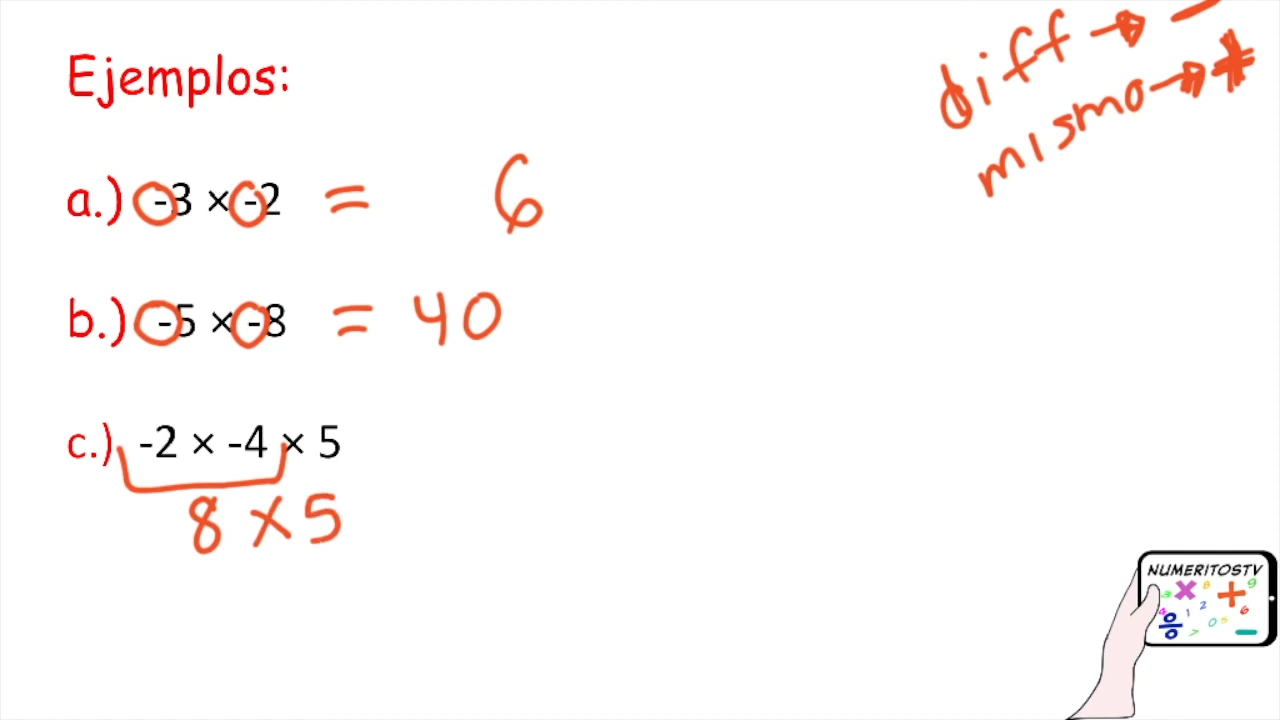 Ejemplos:
diff → -
mismo → +
a.) -3 × -2 = 6
b.) -5 × -8 = 40
c.) -2 × -4 × 5
8 × 5
NUMERITOSTV